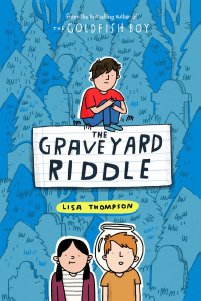 From the bestselling author of
THE GOLDFISH BOY
THE
GRAVEYARD
RIDDLE
LISA THOMPSON